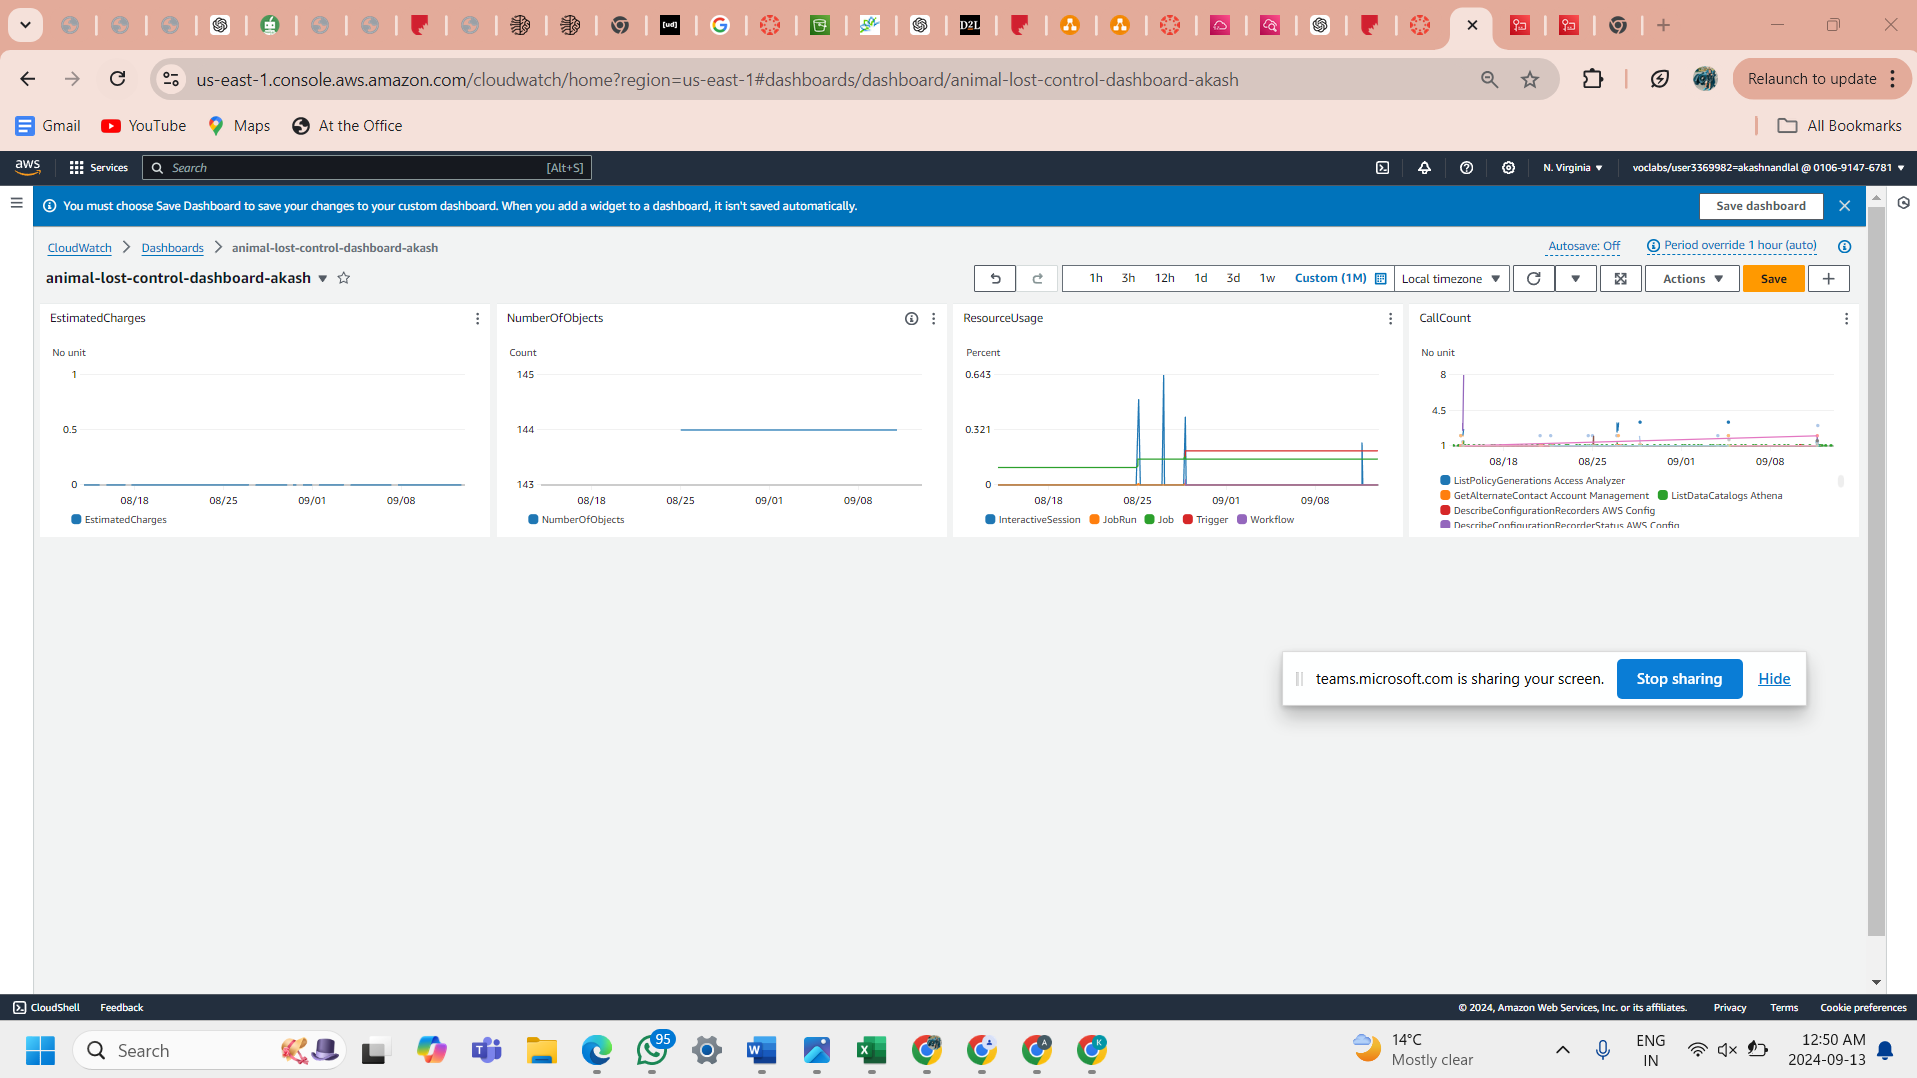 [ud]
D2L
us-east-1.console.aws.amazon.com/cloudwatch/home?region=us-east-1#dashboards/dashboard/animal-lost-control-dashboard-akash
Relaunch to update
Gmail YouTube Maps At the Office All Bookmarks
aws Services Search [Alt+S] N. Virginia voclabs/user3369982=akashnandlal @ 0106-9147-6781
You must choose Save Dashboard to save your changes to your custom dashboard. When you add a widget to a dashboard, it isn't saved automatically. Save dashboard
CloudWatch Dashboards animal-lost-control-dashboard-akash Autosave: Off Period override 1 hour (auto)
animal-lost-control-dashboard-akash 1h 3h 12h 1d 3d 1w Custom (1M) Local timezone Actions Save
EstimatedCharges
No unit
1
0.5
0
08/18 08/25 09/01 09/08
EstimatedCharges
NumberOfObjects
Count
145
144
143
08/18 08/25 09/01 09/08
NumberOfObjects
ResourceUsage
Percent
0.643
0.321
0
08/18 08/25 09/01 09/08
InteractiveSession JobRun Job Trigger Workflow
CallCount
No unit
8
4.5
1
08/18 08/25 09/01 09/08
ListPolicyGenerations Access Analyzer
GetAlternateContact Account Management ListDataCatalogs Athena
DescribeConfigurationRecorders AWS Config
DescribeConfigurationRecorderStatus AWS Config
teams.microsoft.com is sharing your screen. Stop sharing Hide
CloudShell Feedback © 2024, Amazon Web Services, Inc. or its affiliates. Privacy Terms Cookie preferences
Search
95
14°C
Mostly clear
ENG
IN
12:50 AM
2024-09-13